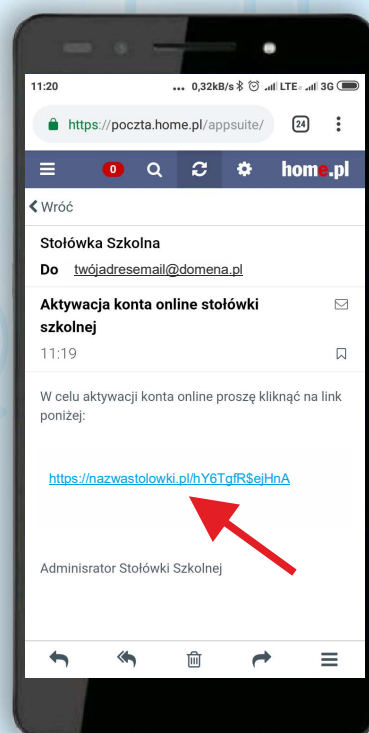 11:20 ... 0,32kB/s LTE 3G
https://poczta.home.pl/appsuite/ 24
0 home.pl
Wróć
Stołówka Szkolna
Do twójadresemail@domena.pl
Aktywacja konta online stołówki
szkolnej
11:19
W celu aktywacji konta online proszę kliknąć na link
poniżej:
https://nazwastolowki.pl/hY6TgfR$ejHnA
Adminisrator Stołówki Szkolnej